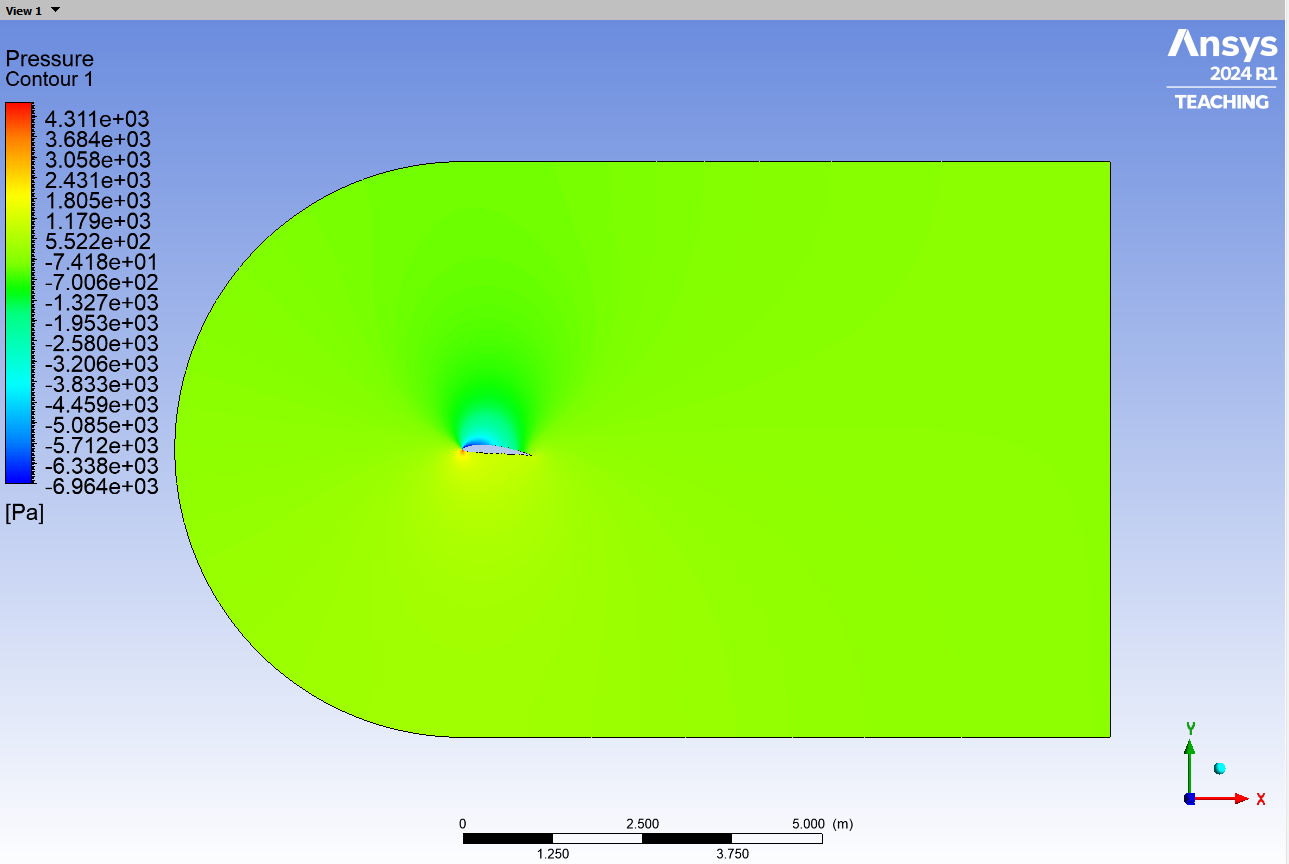 View 1
Ansys
2024 R1
TEACHING
Pressure
Contour 1
4.311e+03
3.684e+03
3.058e+03
2.431e+03
1.805e+03
1.179e+03
5.522e+02
-7.418e+01
-7.006e+02
-1.327e+03
-1.953e+03
-2.580e+03
-3.206e+03
-3.833e+03
-4.459e+03
-5.085e+03
-5.712e+03
-6.338e+03
-6.964e+03
[Pa]
Y
X
0 2.500 5.000 (m)
1.250 3.750